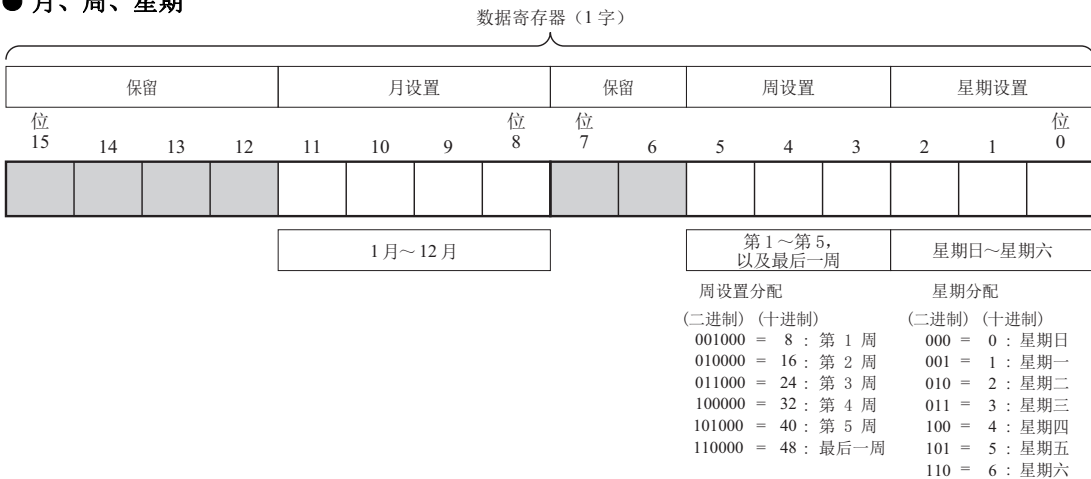 ● 月、周、星期
数据寄存器（1 字）
保留 月设置 保留 周设置 星期设置
位 位 位 位
15 14 13 12 11 10 9 8 7 6 5 4 3 2 1 0
1 月～ 12 月
第 1 ～第 5,
以及最后一周
星期日～星期六
周设置分配
(二进制) (十进制)
001000 = 8 : 第 1 周
010000 = 16 : 第 2 周
011000 = 24 : 第 3 周
100000 = 32 : 第 4 周
101000 = 40 : 第 5 周
110000 = 48 : 最后一周
星期分配
(二进制) (十进制)
000 = 0 : 星期日
001 = 1 : 星期一
010 = 2 : 星期二
011 = 3 : 星期三
100 = 4 : 星期四
101 = 5 : 星期五
110 = 6 : 星期六